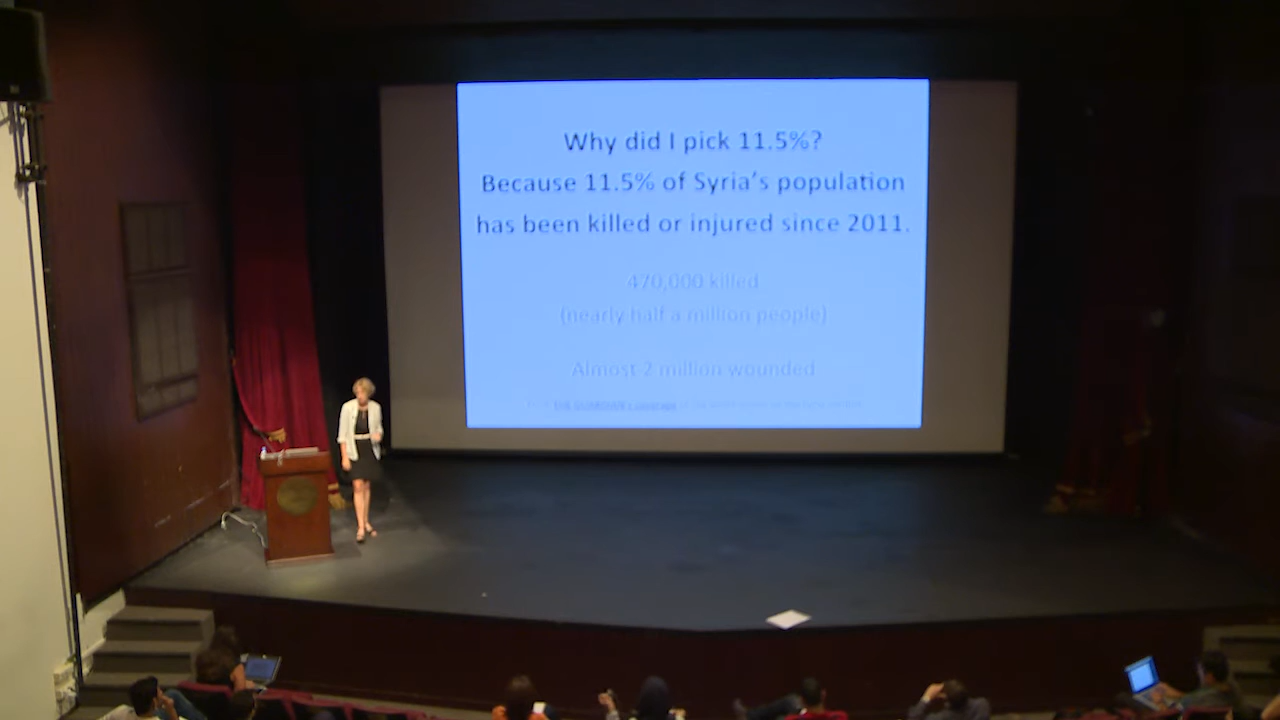 Why did I pick 11.5%?
Because 11.5% of Syria's population
has been killed or injured since 2011.
470,000 killed
(nearly half a million people)
Almost 2 million wounded